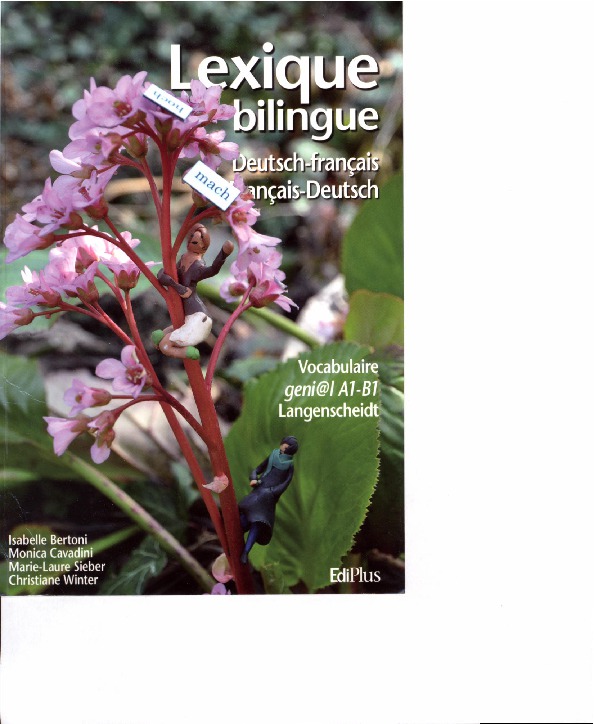 Lexique
bilingue
Deutsch-français
ançais-Deutsch
mach
Vocabulaire
geni@l A1-B1
Langenscheidt
Isabelle Bertoni
Monica Cavadini
Marie-Laure Sieber
Christiane Winter
EdiPlus